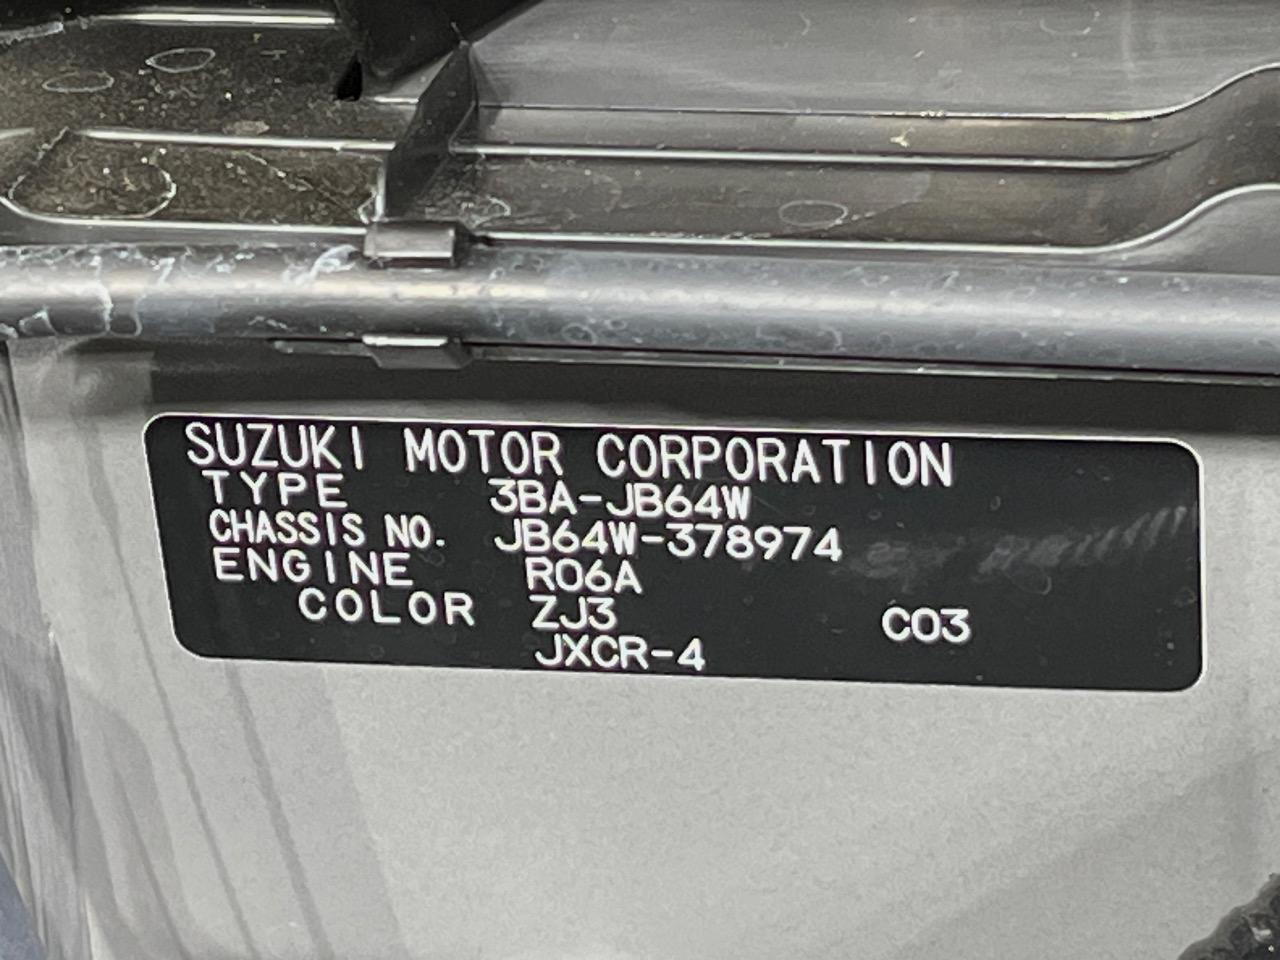 SUZUKI MOTOR CORPORATION
TYPE 3BA-JB64W
CHASSIS NO. JB64W-378974
ENGINE R06A
COLOR ZJ3 C03
JXCR-4